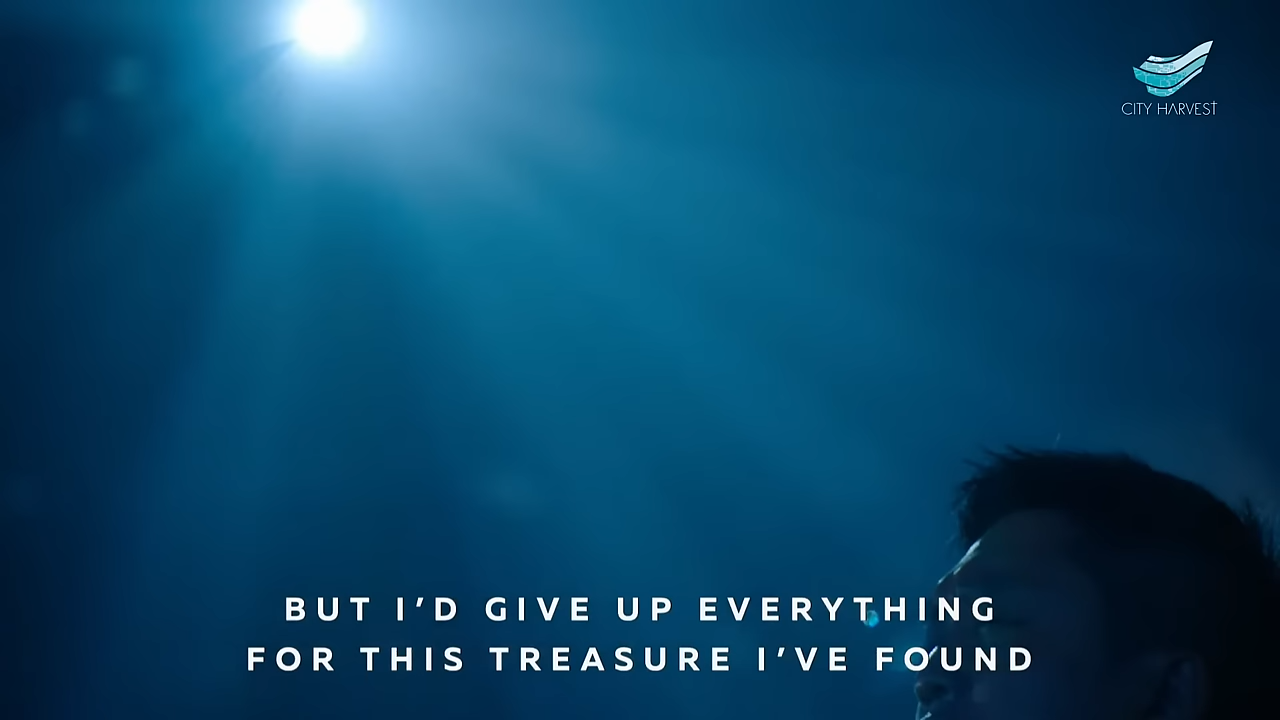 CITY HARVEST
BUT I'D GIVE UP EVERYTHING
FOR THIS TREASURE I'VE FOUND